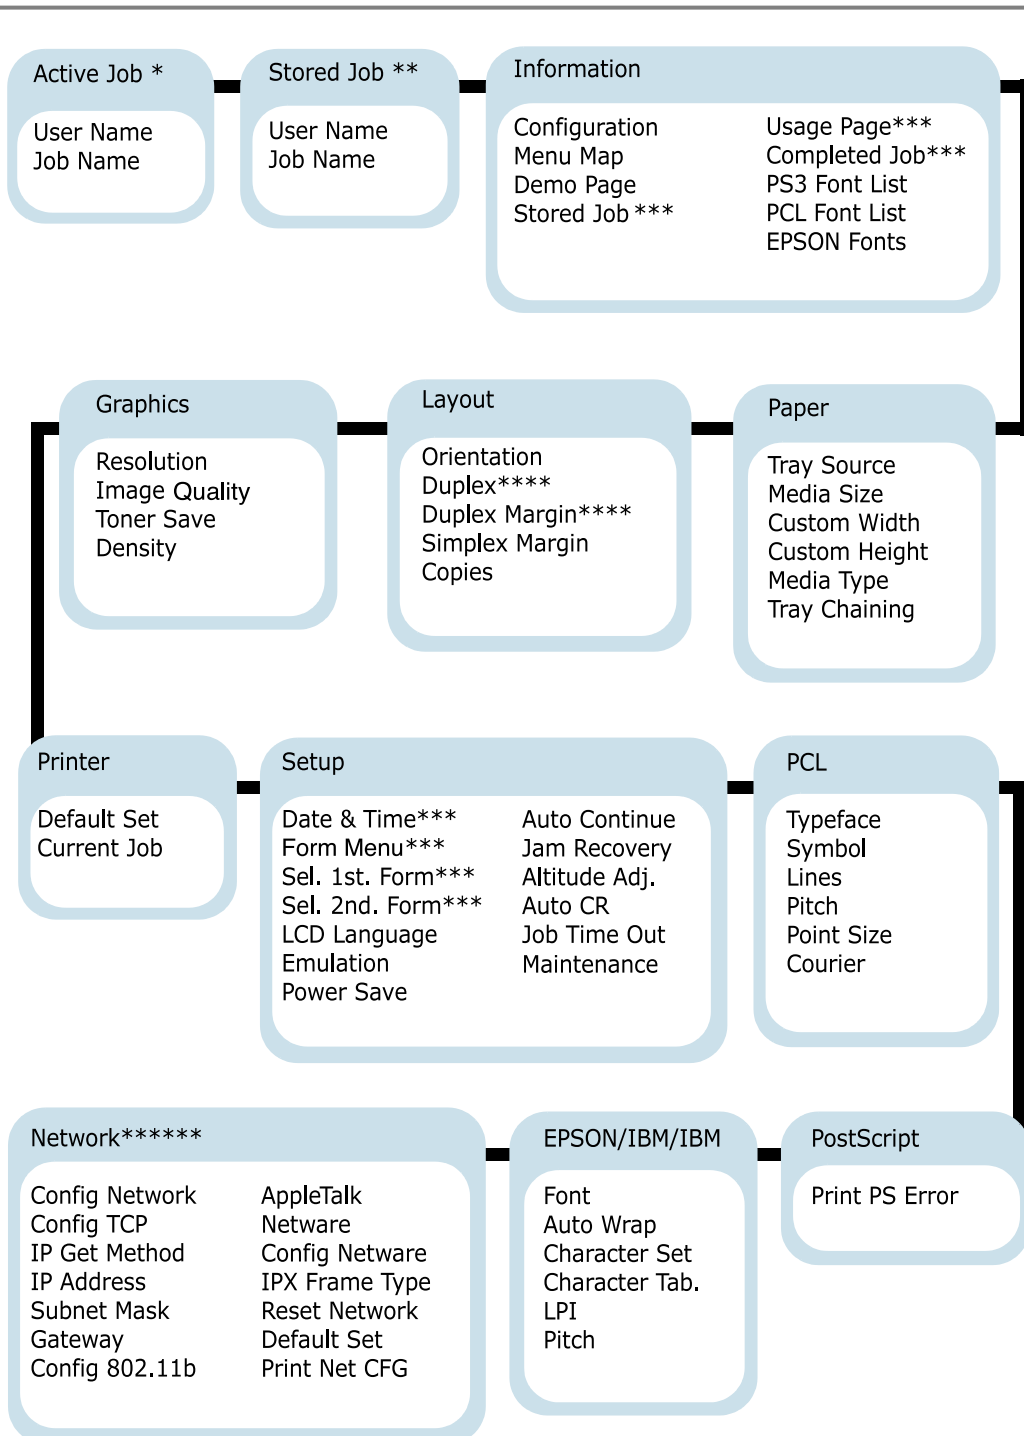 Active Job *
User Name
Job Name
Stored Job **
User Name
Job Name
Information
Configuration
Menu Map
Demo Page
Stored Job ***
Usage Page***
Completed Job***
PS3 Font List
PCL Font List
EPSON Fonts
Graphics
Resolution
Image Quality
Toner Save
Density
Layout
Orientation
Duplex****
Duplex Margin****
Simplex Margin
Copies
Paper
Tray Source
Media Size
Custom Width
Custom Height
Media Type
Tray Chaining
Printer
Default Set
Current Job
Setup
Date & Time***
Form Menu***
Sel. 1st. Form***
Sel. 2nd. Form***
LCD Language
Emulation
Power Save
Auto Continue
Jam Recovery
Altitude Adj.
Auto CR
Job Time Out
Maintenance
PCL
Typeface
Symbol
Lines
Pitch
Point Size
Courier
Network******
Config Network
Config TCP
IP Get Method
IP Address
Subnet Mask
Gateway
Config 802.11b
AppleTalk
Netware
Config Netware
IPX Frame Type
Reset Network
Default Set
Print Net CFG
EPSON/IBM/IBM
Font
Auto Wrap
Character Set
Character Tab.
LPI
Pitch
PostScript
Print PS Error